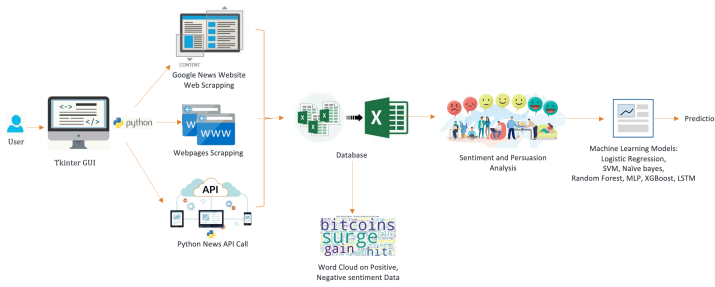 CONTENT
Google News Website
Web Scrapping
<->
</>
python
User
Tkinter GUI
WWW
WWW
Webpages Scrapping
API
Python News API Call
X
Database
Sentiment and Persuasion
Analysis
Machine Learning Models:
Logistic Regression,
SVM, Naïve bayes,
Random Forest, MLP, XGBoost, LSTM
Predictio
bitcoins
surge
gain
hit
Word Cloud on Positive,
Negative sentiment Data